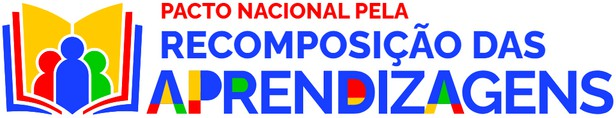 PACTO NACIONAL PELA
RECOMPOSIÇÃO DAS
APRENDIZAGENS